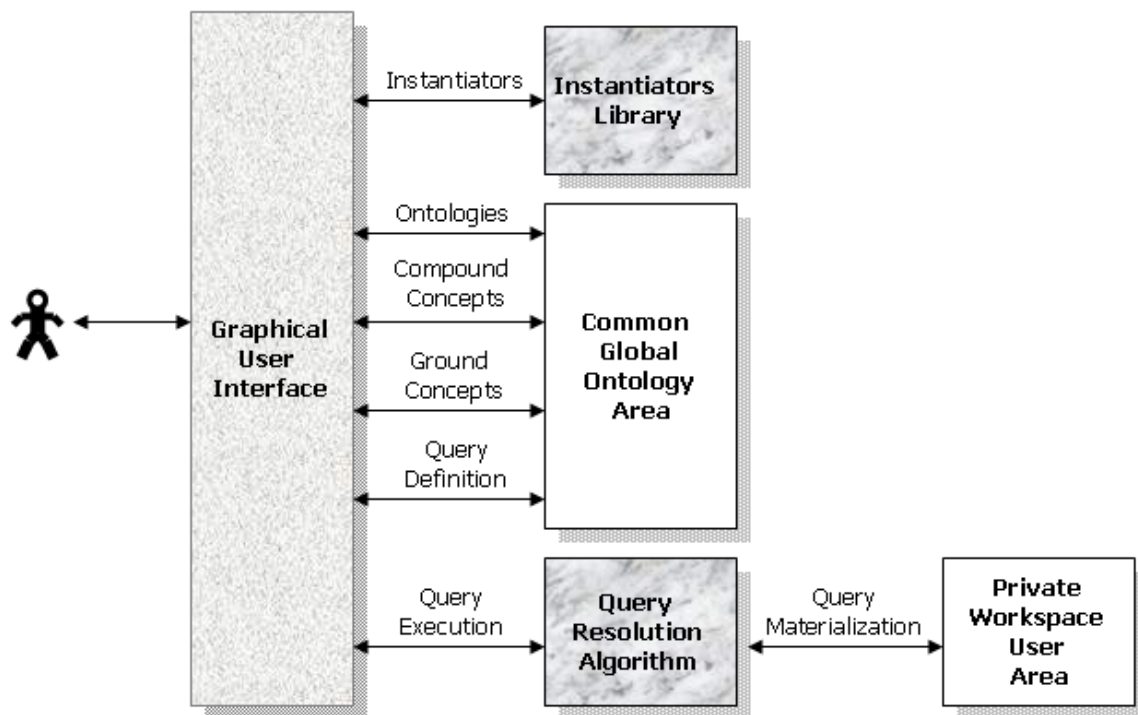 Instantiators
Instantiators
Library
Ontologies
Compound
Concepts
Ground
Concepts
Query
Definition
Graphical
User
Interface
Common
Global
Ontology
Area
Query
Execution
Query
Resolution
Algorithm
Query
Materialization
Private
Workspace
User
Area